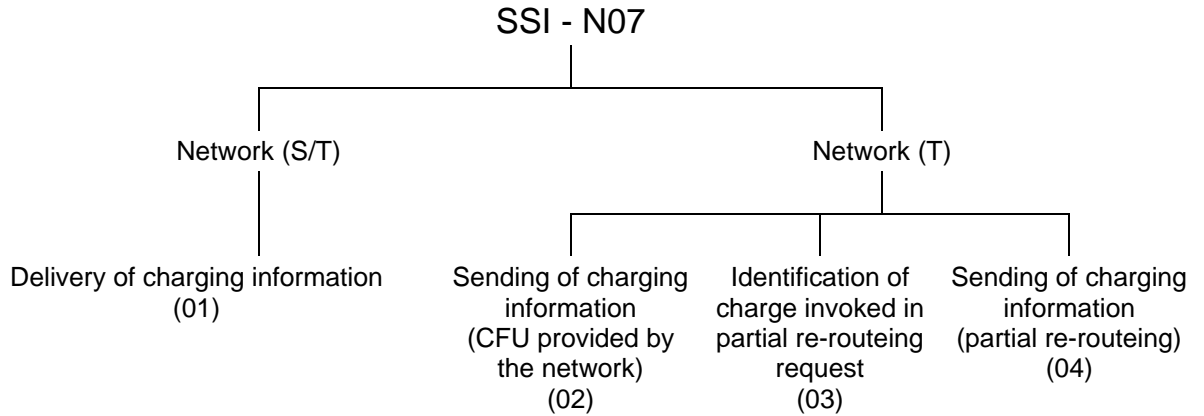 SSI - N07
Network (S/T)
Network (T)
Delivery of charging information
(01)
Sending of charging
information
(CFU provided by
the network)
(02)
Identification of
charge invoked in
partial re-routeing
request
(03)
Sending of charging
information
(partial re-routeing)
(04)